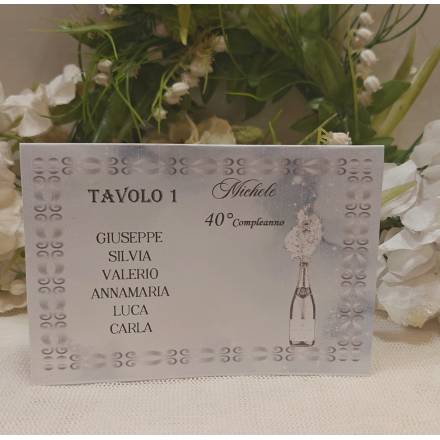 TAVOLO 1
Michele
40° Compleanno
GIUSEPPE
SILVIA
VALERIO
ANNAMARIA
LUCA
CARLA